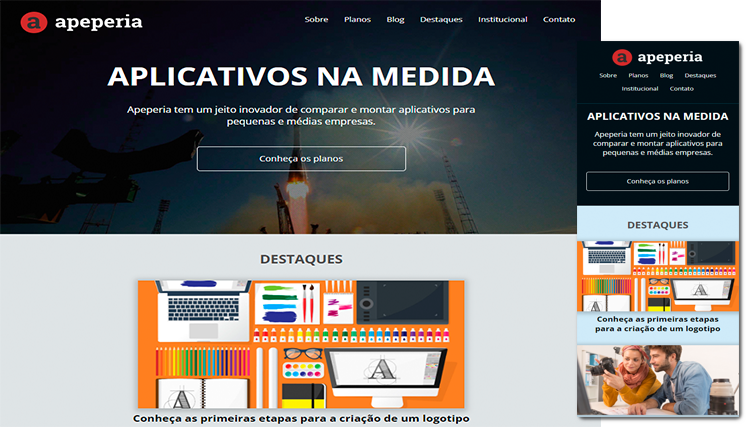 a apeperia
Sobre Planos Blog Destaques Institucional Contato
APLICATIVOS NA MEDIDA
Apeperia tem um jeito inovador de comparar e montar aplicativos para
pequenas e médias empresas.
Conheça os planos
DESTAQUES
A
A
Conheça as primeiras etapas para a criação de um logotipo
a apeperia
Sobre Planos Blog Destaques
Institucional Contato
APLICATIVOS NA MEDIDA
Apeperia tem um jeito inovador de
comparar e montar aplicativos para
pequenas e médias empresas.
Conheça os planos
DESTAQUES
A
A
Conheça as primeiras etapas
para a criação de um logotipo